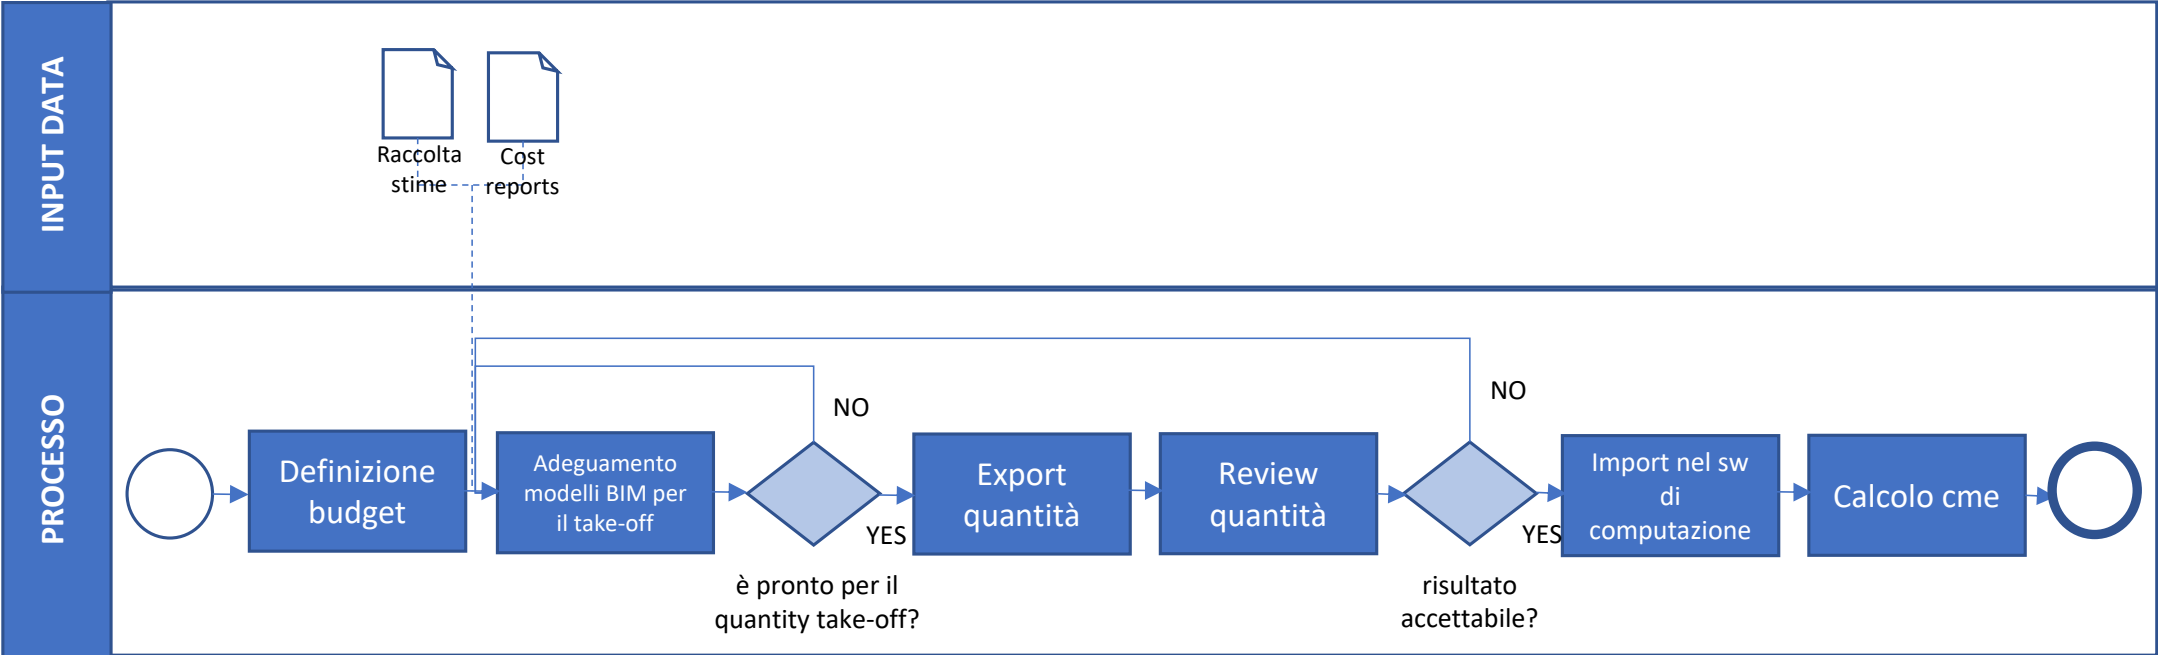 INPUT DATA
Raccolta
stime
Cost
reports
PROCESSO
Definizione
budget
Adeguamento
modelli BIM per
il take-off
NO
YES
è pronto per il
quantity take-off?
Export
quantità
Review
quantità
NO
YES
risultato
accettabile?
Import nel sw
di
computazione
Calcolo cme